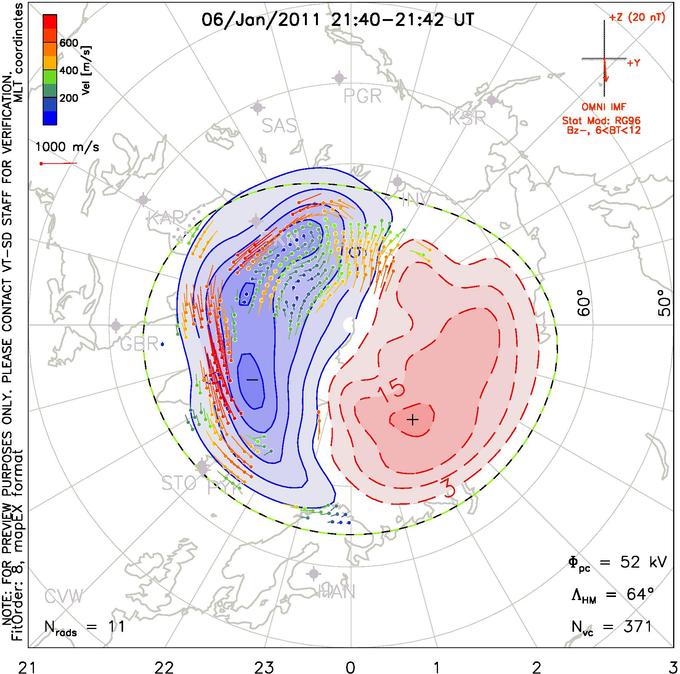 06/Jan/2011 21:40-21:42 UT
NOTE: FOR PREVIEW PURPOSES ONLY. PLEASE CONTACT VT-SD STAFF FOR VERIFICATION.
FitOrder: 8, mapEX format
MLT coordinates
600
400
200
Vel [m/s]
1000 m/s
+Z (20 nT)
+Y
OMNI IMF
Stat Mod: RG96
Bz-, 6<BT<12
PGR
SAS
KSR
INV
KAP
GBR
STO
PYK
HAN
CVW
60°
50°
15
3
+
−
Φpc = 52 kV
ΛHM = 64°
Nvc = 371
Nrads = 11
21
22
23
0
1
2
3